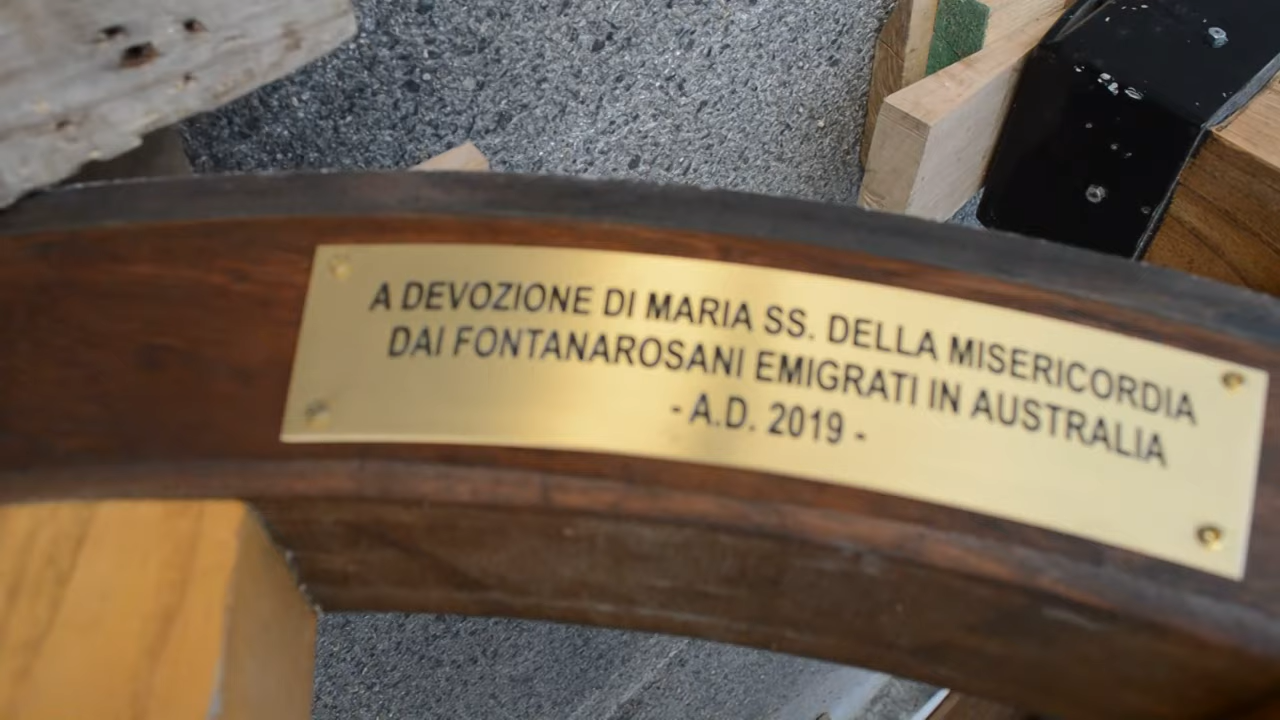 A DEVOZIONE DI MARIA SS. DELLA MISERICORDIA
DAI FONTANAROSANI EMIGRATI IN AUSTRALIA
- A.D. 2019 -